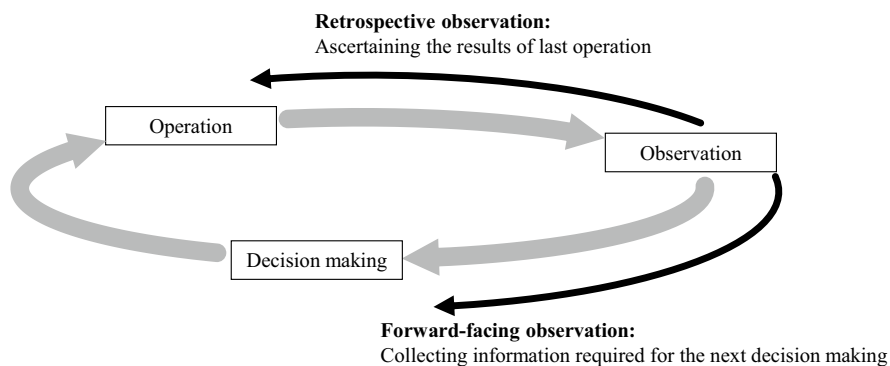 Retrospective observation:
Ascertaining the results of last operation
Operation
Observation
Decision making
Forward-facing observation:
Collecting information required for the next decision making